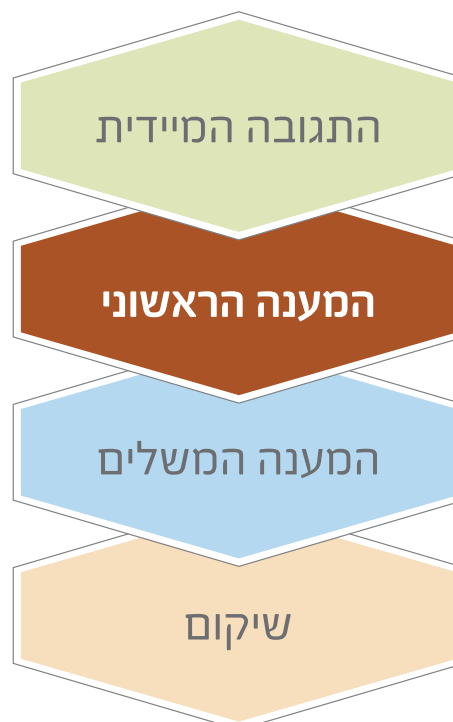 התגובה המיידית
המענה הראשוני
המענה המשלים
שיקום